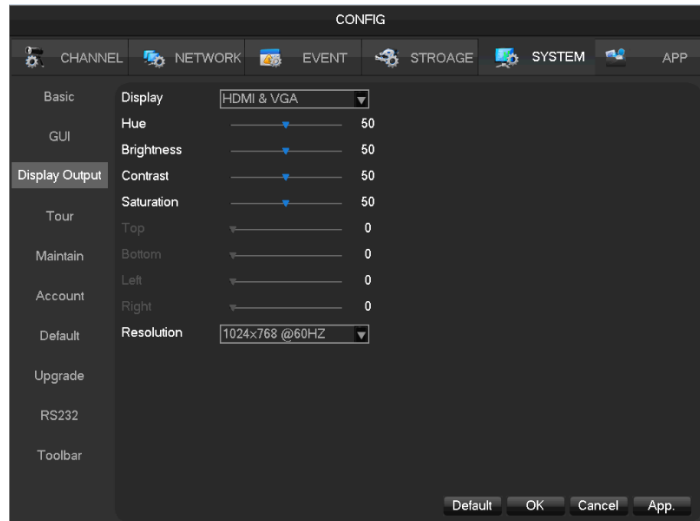 CONFIG
CHANNEL NETWORK EVENT STROAGE SYSTEM APP
Basic
GUI
Display Output
Tour
Maintain
Account
Default
Upgrade
RS232
Toolbar
Display HDMI & VGA
Hue 50
Brightness 50
Contrast 50
Saturation 50
Top 0
Bottom 0
Left 0
Right 0
Resolution 1024x768 @60HZ
Default OK Cancel App.